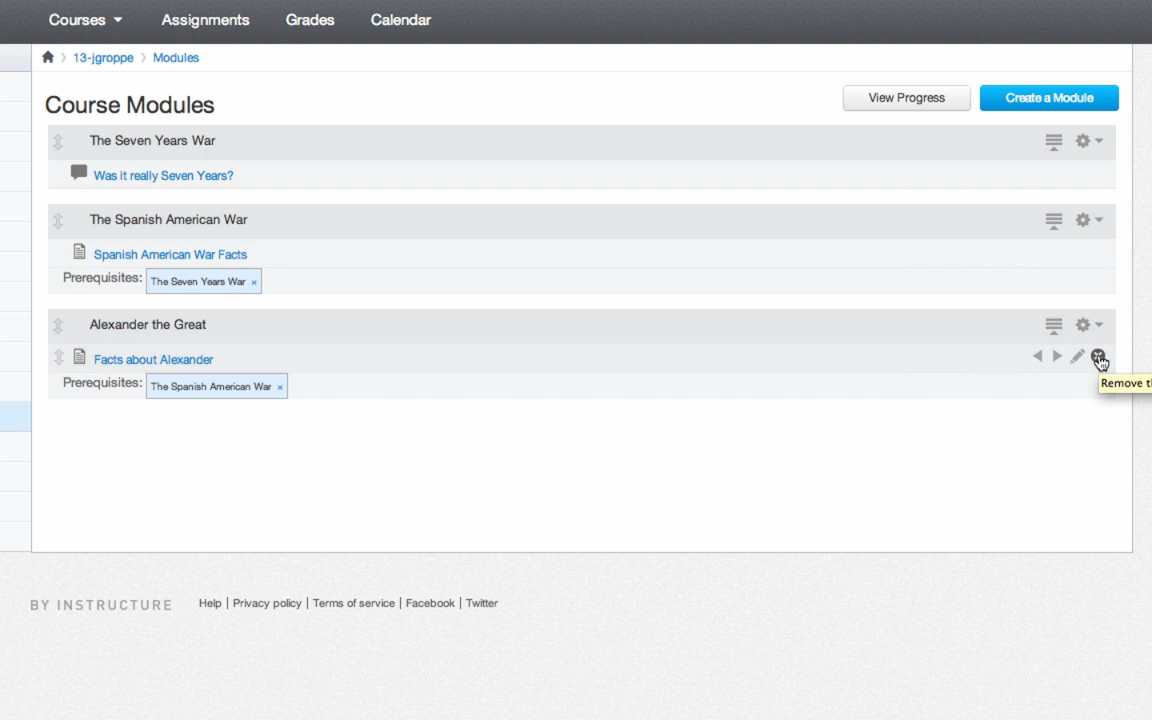 Courses Assignments Grades Calendar
13-jgroppe Modules
Course Modules
View Progress Create a Module
The Seven Years War
Was it really Seven Years?
The Spanish American War
Spanish American War Facts
Prerequisites: The Seven Years War ×
Alexander the Great
Facts about Alexander
Remove
Prerequisites: The Spanish American War ×
BY INSTRUCTURE Help | Privacy policy | Terms of service | Facebook | Twitter